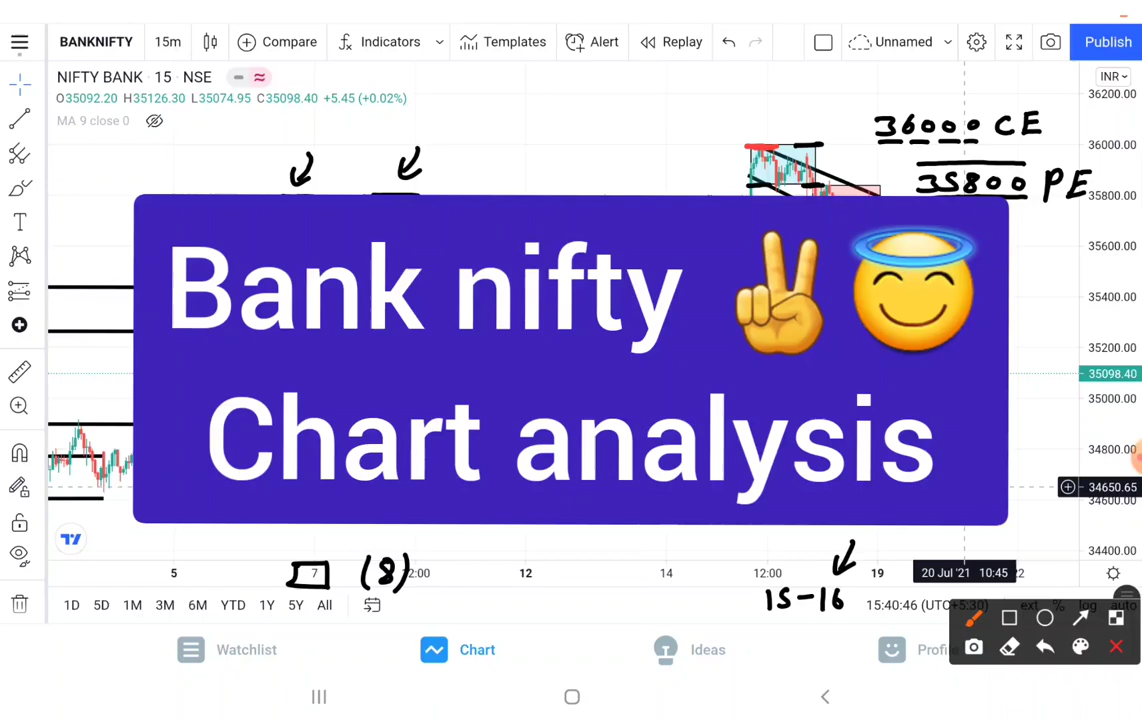 BANKNIFTY 15m Compare Indicators Templates Alert Replay Unnamed Publish
NIFTY BANK · 15 · NSE
INR
O35092.20 H35126.30 L35074.95 C35098.40 +5.45 (+0.02%)
36200.00
MA 9 close 0
36000 CE
36000.00
35800 PE
35800.00
Bank nifty ✌️ 😇
35600.00
35400.00
35200.00
35098.40
Chart analysis
35000.00
34800.00
34650.65
34600.00
34400.00
5 7 (8) 12:00 12 14 12:00 19 20 Jul '21 10:45
15-16
1D 5D 1M 3M 6M YTD 1Y 5Y All 15:40:46 (UTC+5:30) ext % log auto
Watchlist Chart Ideas